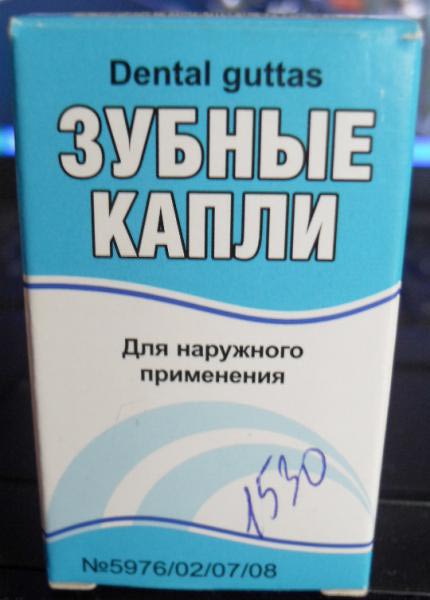 Dental guttas
ЗУБНЫЕ
КАПЛИ
Для наружного
применения
1530
№5976/02/07/08